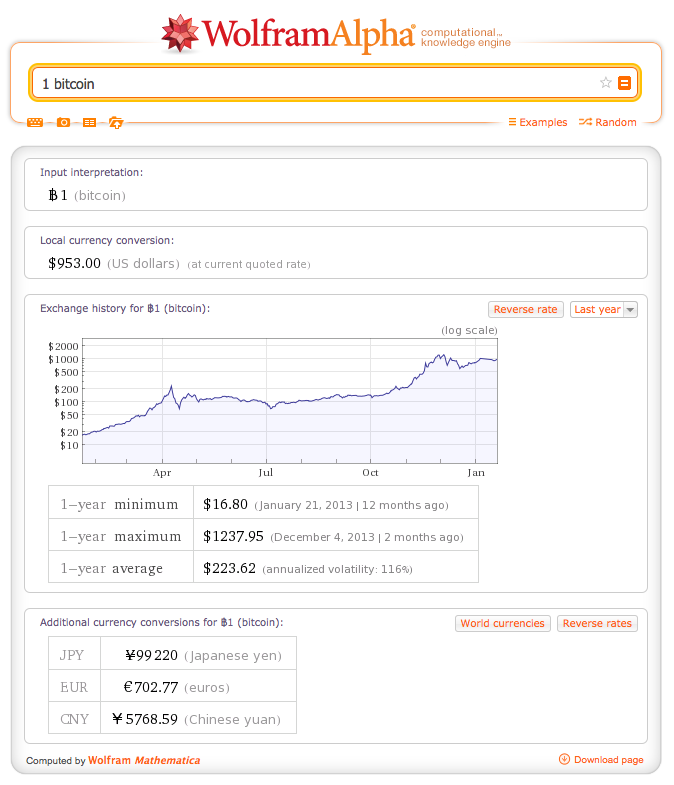 WolframAlpha® computational... knowledge engine
1 bitcoin
Examples Random
Input interpretation:
฿1 (bitcoin)
Local currency conversion:
$953.00 (US dollars) (at current quoted rate)
Exchange history for ฿1 (bitcoin): Reverse rate Last year
(log scale)
$2000
$1000
$500
$200
$100
$50
$20
$10
Apr Jul Oct Jan
1-year minimum $16.80 (January 21, 2013 | 12 months ago)
1-year maximum $1237.95 (December 4, 2013 | 2 months ago)
1-year average $223.62 (annualized volatility: 116%)
Additional currency conversions for ฿1 (bitcoin): World currencies Reverse rates
JPY ¥99220 (Japanese yen)
EUR €702.77 (euros)
CNY ¥5768.59 (Chinese yuan)
Computed by Wolfram Mathematica Download page